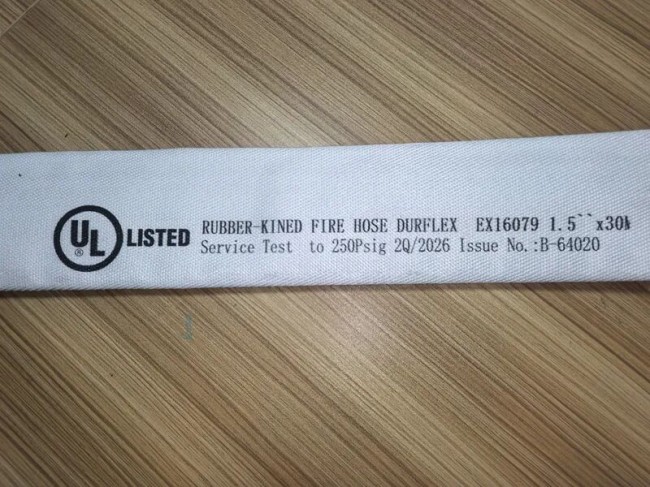 UL ® LISTED
RUBBER-KINED FIRE HOSE DURFLEX EX16079 1.5``x30M
Service Test to 250Psig 2Q/2026 Issue No.:B-64020